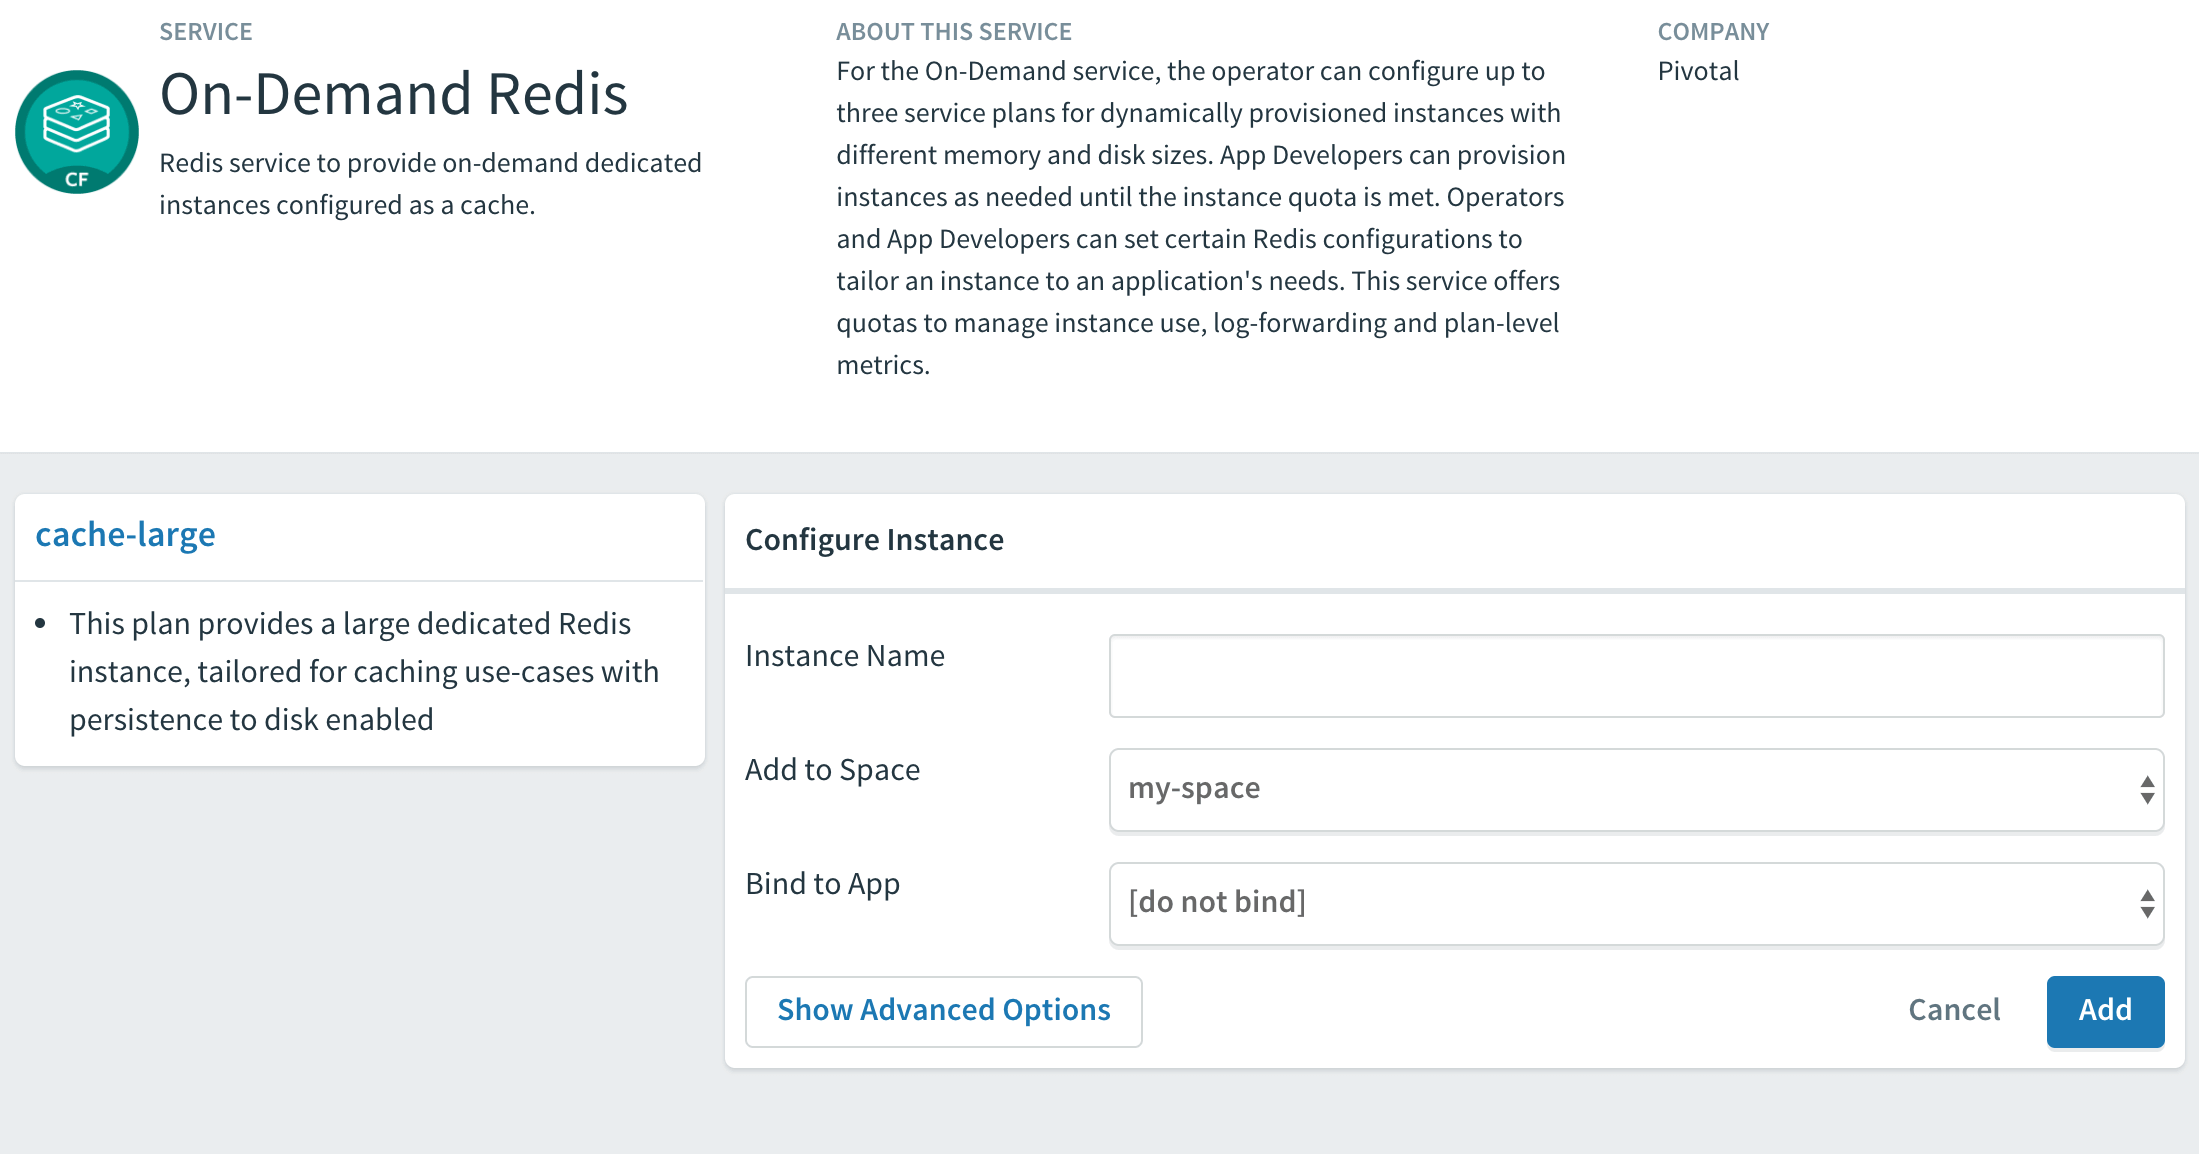 SERVICE
On-Demand Redis
Redis service to provide on-demand dedicated
instances configured as a cache.
CF
ABOUT THIS SERVICE
For the On-Demand service, the operator can configure up to
three service plans for dynamically provisioned instances with
different memory and disk sizes. App Developers can provision
instances as needed until the instance quota is met. Operators
and App Developers can set certain Redis configurations to
tailor an instance to an application's needs. This service offers
quotas to manage instance use, log-forwarding and plan-level
metrics.
COMPANY
Pivotal
cache-large
• This plan provides a large dedicated Redis
instance, tailored for caching use-cases with
persistence to disk enabled
Configure Instance
Instance Name
Add to Space
my-space
Bind to App
[do not bind]
Show Advanced Options
Cancel
Add